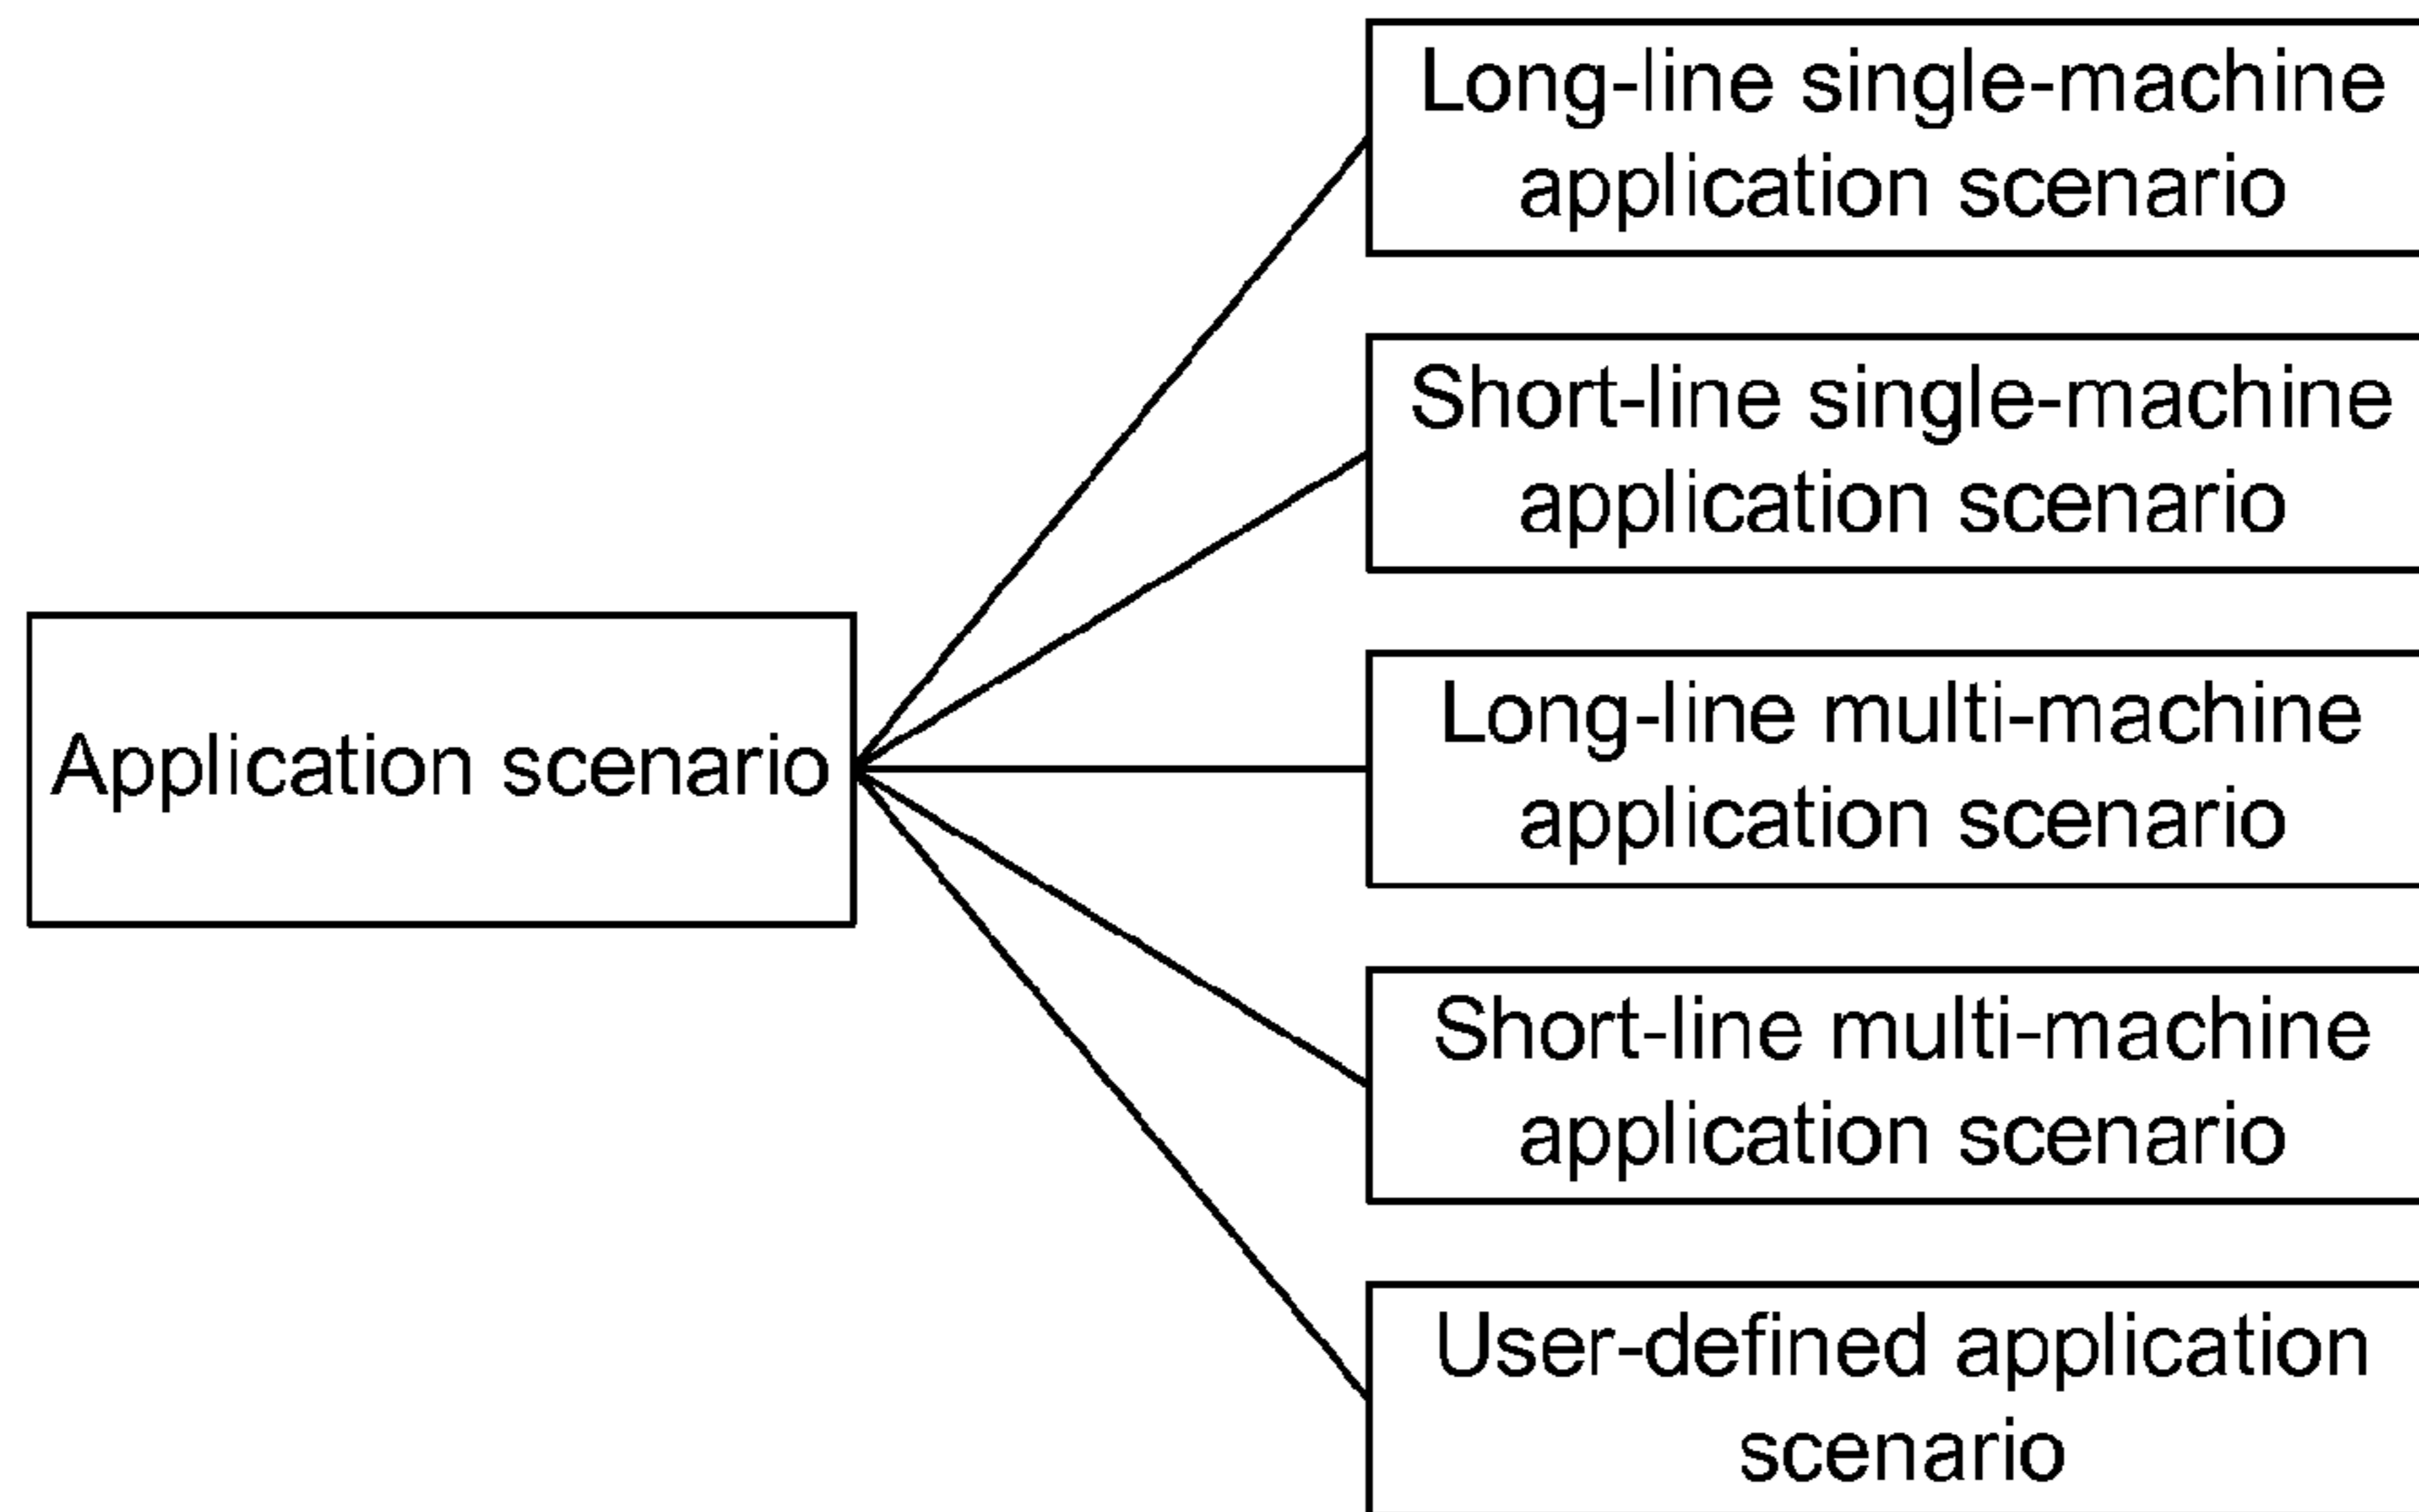 Long-line single-machine
application scenario
Short-line single-machine
application scenario
Application scenario
Long-line multi-machine
application scenario
Short-line multi-machine
application scenario
User-defined application
scenario